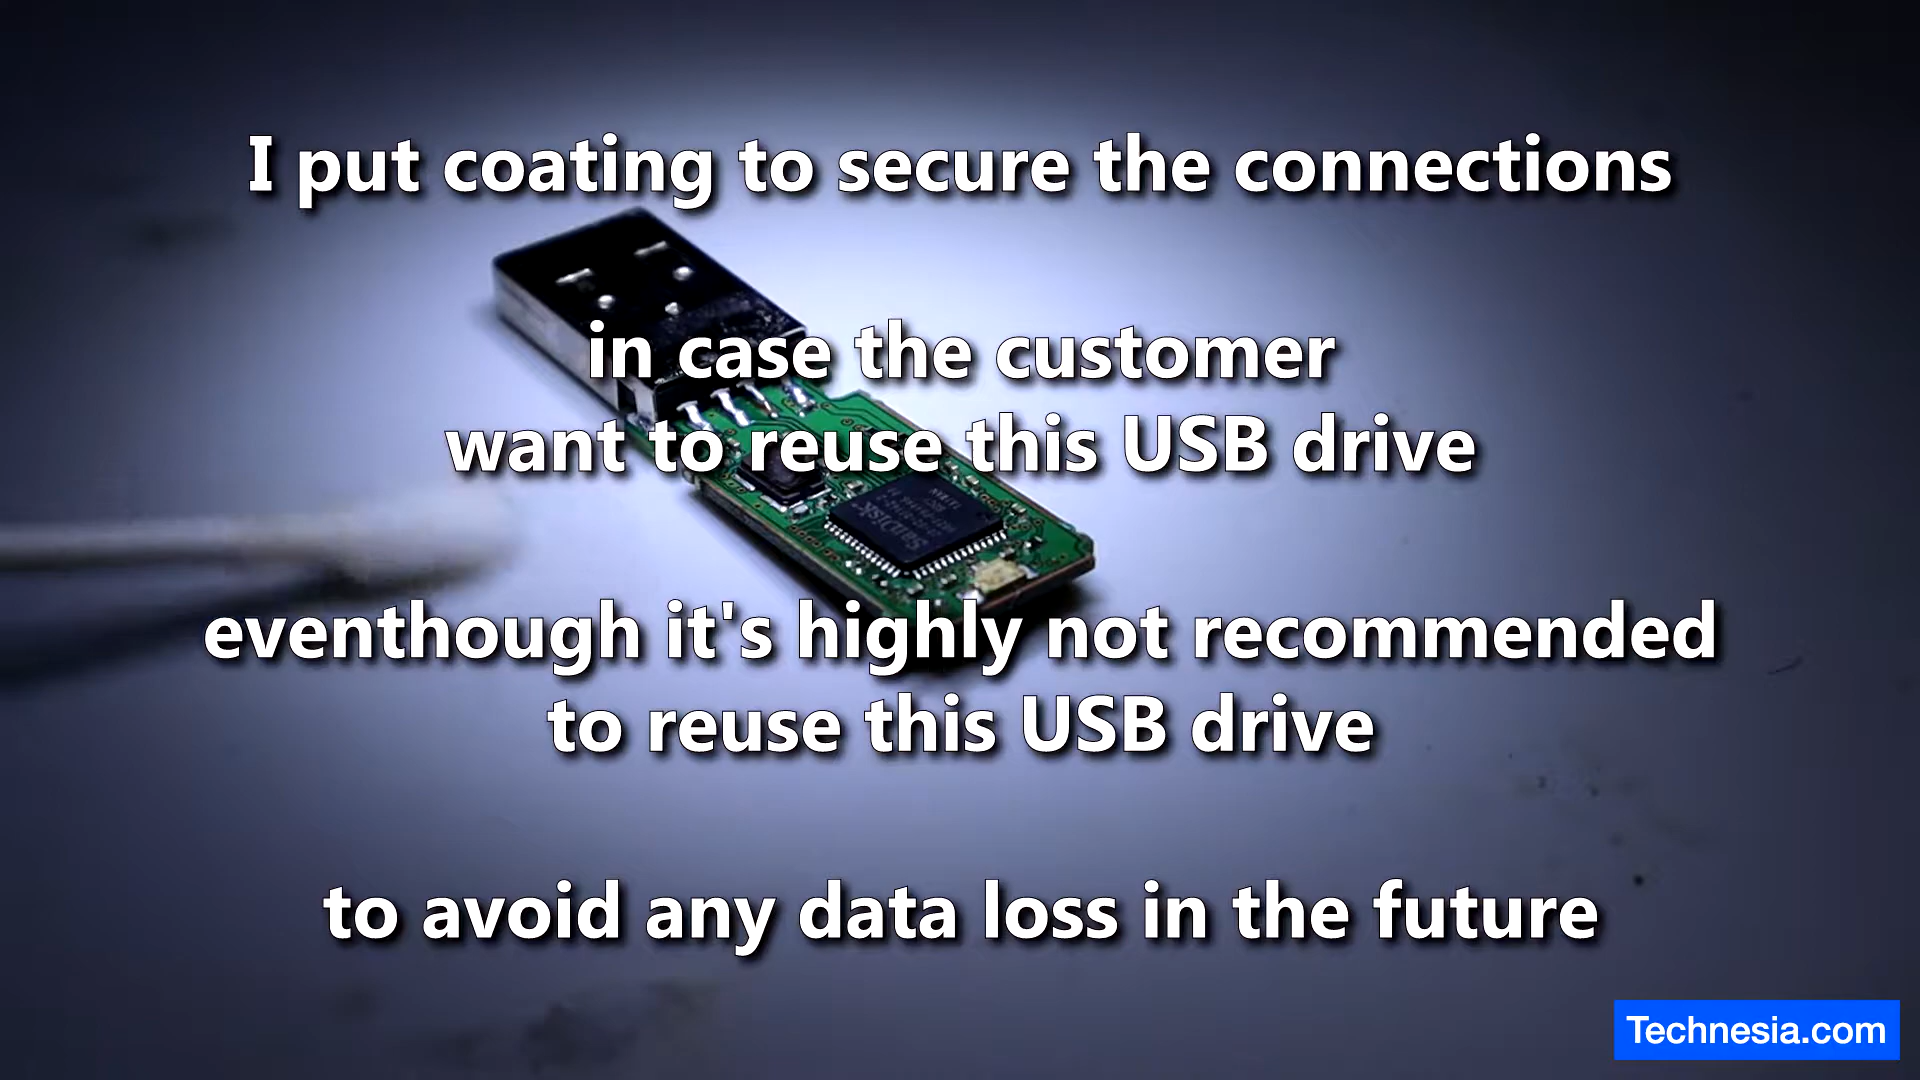 I put coating to secure the connections
in case the customer
want to reuse this USB drive
SanDisk
eventhough it's highly not recommended
to reuse this USB drive
to avoid any data loss in the future
Technesia.com